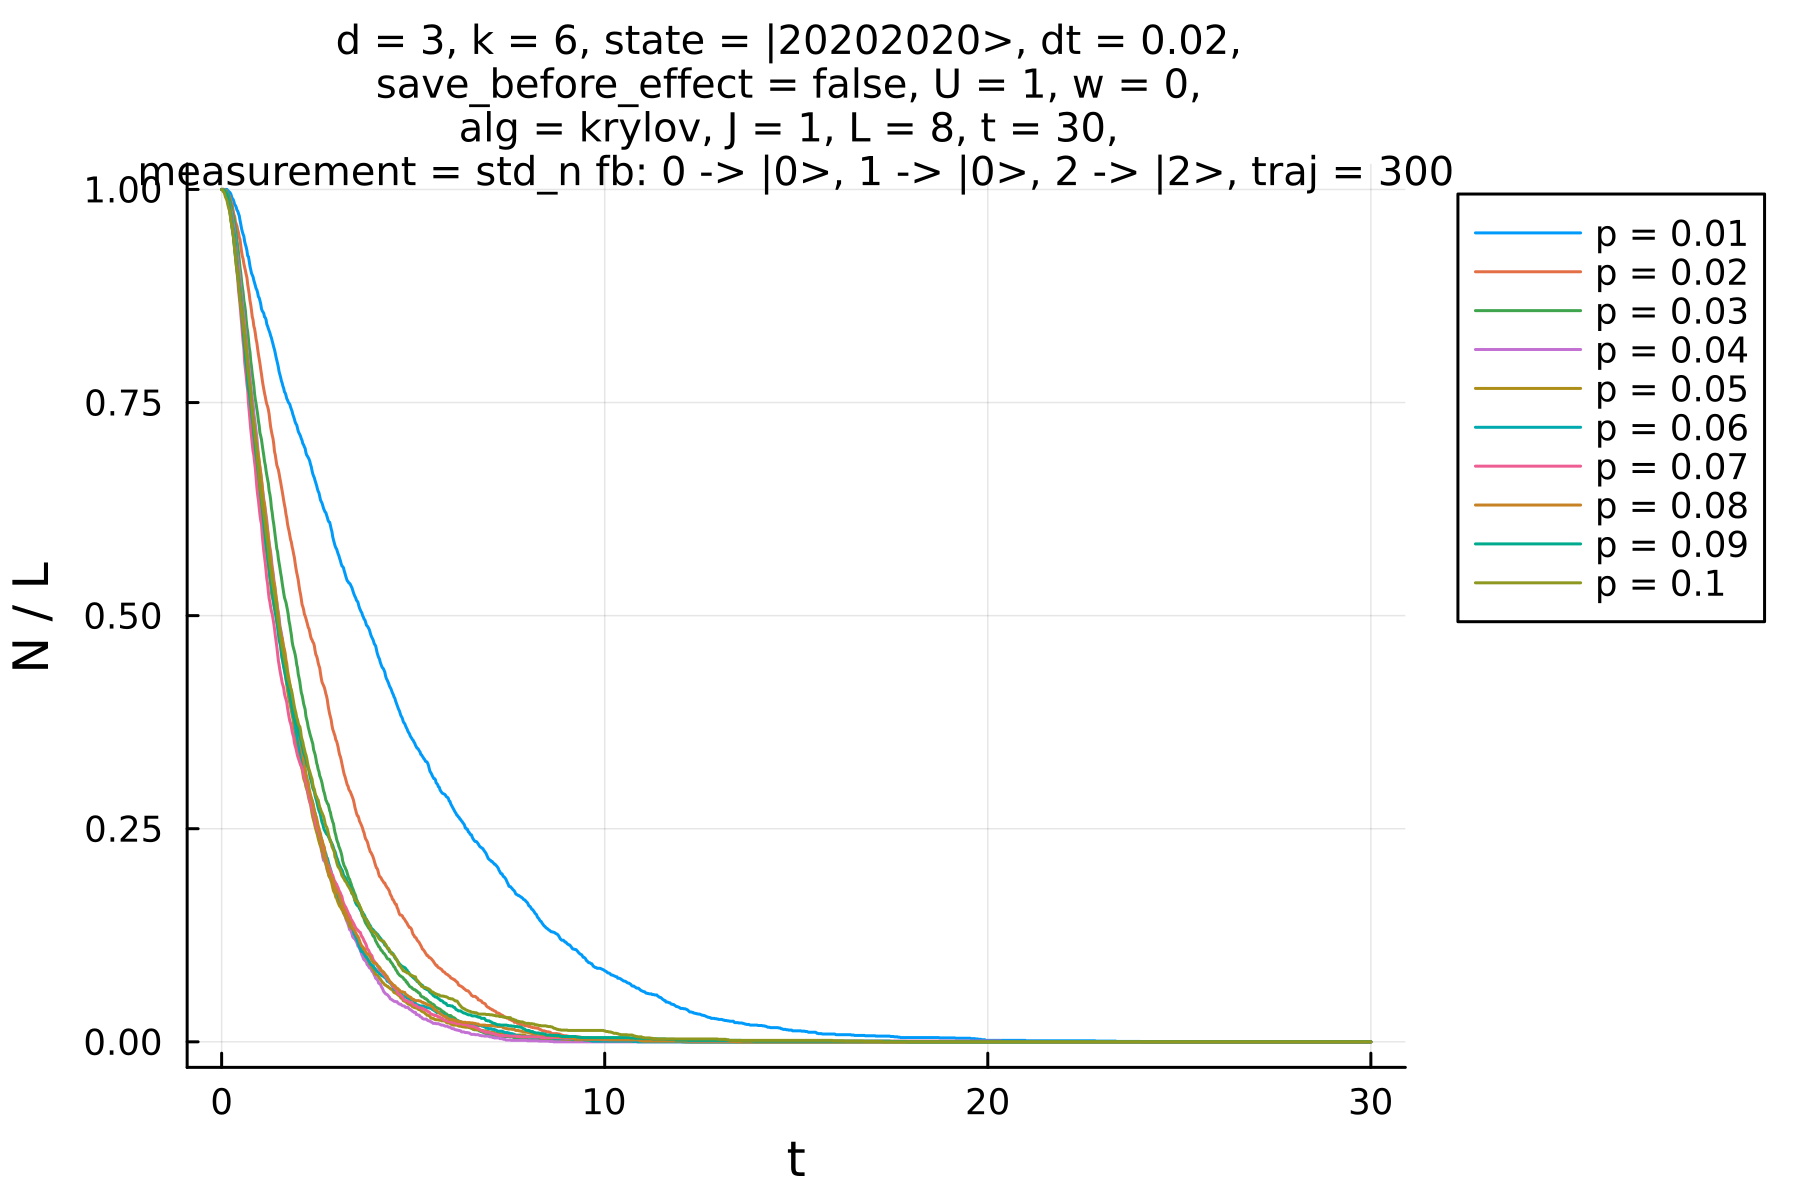 d = 3, k = 6, state = |20202020>, dt = 0.02,
save_before_effect = false, U = 1, w = 0,
alg = krylov, J = 1, L = 8, t = 30,
measurement = std_n fb: 0 -> |0>, 1 -> |0>, 2 -> |2>, traj = 300
1.00
0.75
0.50
0.25
0.00
N / L
0
10
20
30
t
p = 0.01
p = 0.02
p = 0.03
p = 0.04
p = 0.05
p = 0.06
p = 0.07
p = 0.08
p = 0.09
p = 0.1